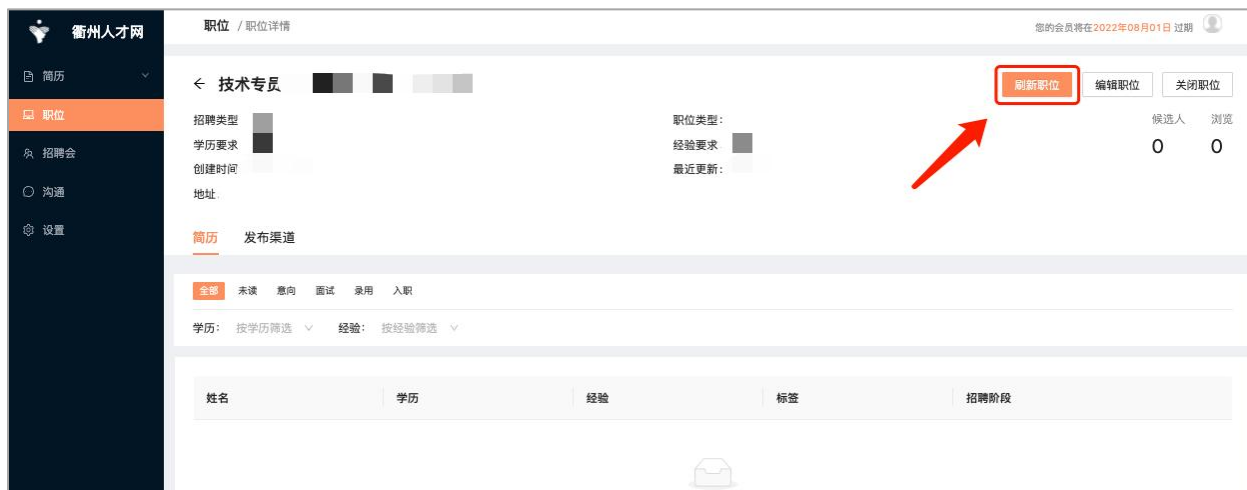 衢州人才网
职位 / 职位详情
您的会员将在2022年08月01日 过期
简历
职位
招聘会
沟通
设置
← 技术专员
刷新职位
编辑职位
关闭职位
招聘类型
职位类型:
候选人 浏览
学历要求
经验要求
0 0
创建时间
最近更新:
地址
简历 发布渠道
全部 未读 意向 面试 录用 入职
学历: 按学历筛选 经验: 按经验筛选
姓名 学历 经验 标签 招聘阶段